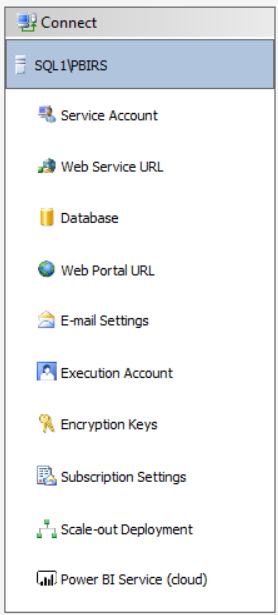 Connect
SQL1\PBIRS
Service Account
Web Service URL
Database
Web Portal URL
E-mail Settings
Execution Account
Encryption Keys
Subscription Settings
Scale-out Deployment
Power BI Service (cloud)